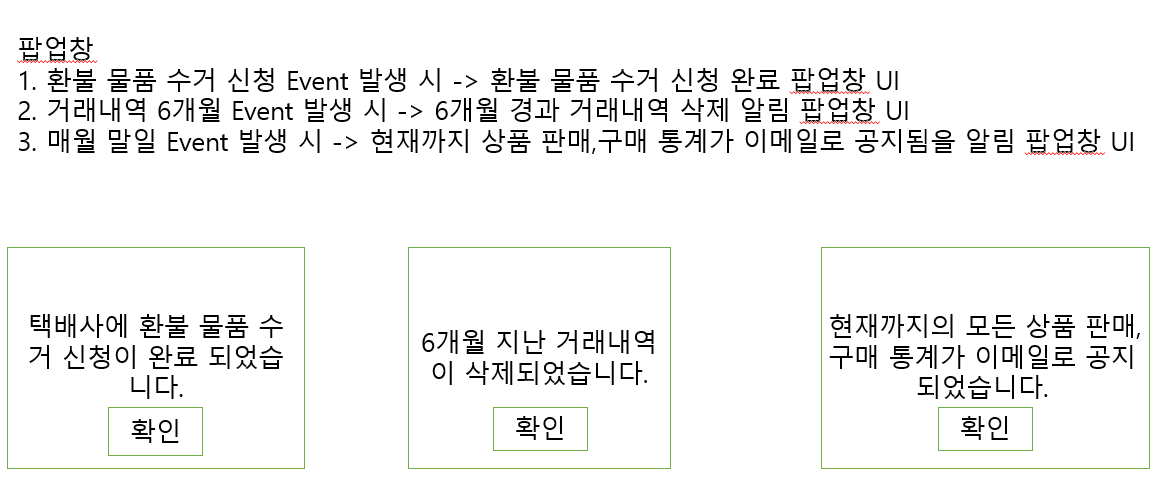 팝업창
1. 환불 물품 수거 신청 Event 발생 시 -> 환불 물품 수거 신청 완료 팝업창 UI
2. 거래내역 6개월 Event 발생 시 -> 6개월 경과 거래내역 삭제 알림 팝업창 UI
3. 매월 말일 Event 발생 시 -> 현재까지 상품 판매,구매 통계가 이메일로 공지됨을 알림 팝업창 UI
택배사에 환불 물품 수
거 신청이 완료 되었습
니다.
확인
6개월 지난 거래내역
이 삭제되었습니다.
확인
현재까지의 모든 상품 판매,
구매 통계가 이메일로 공지
되었습니다.
확인